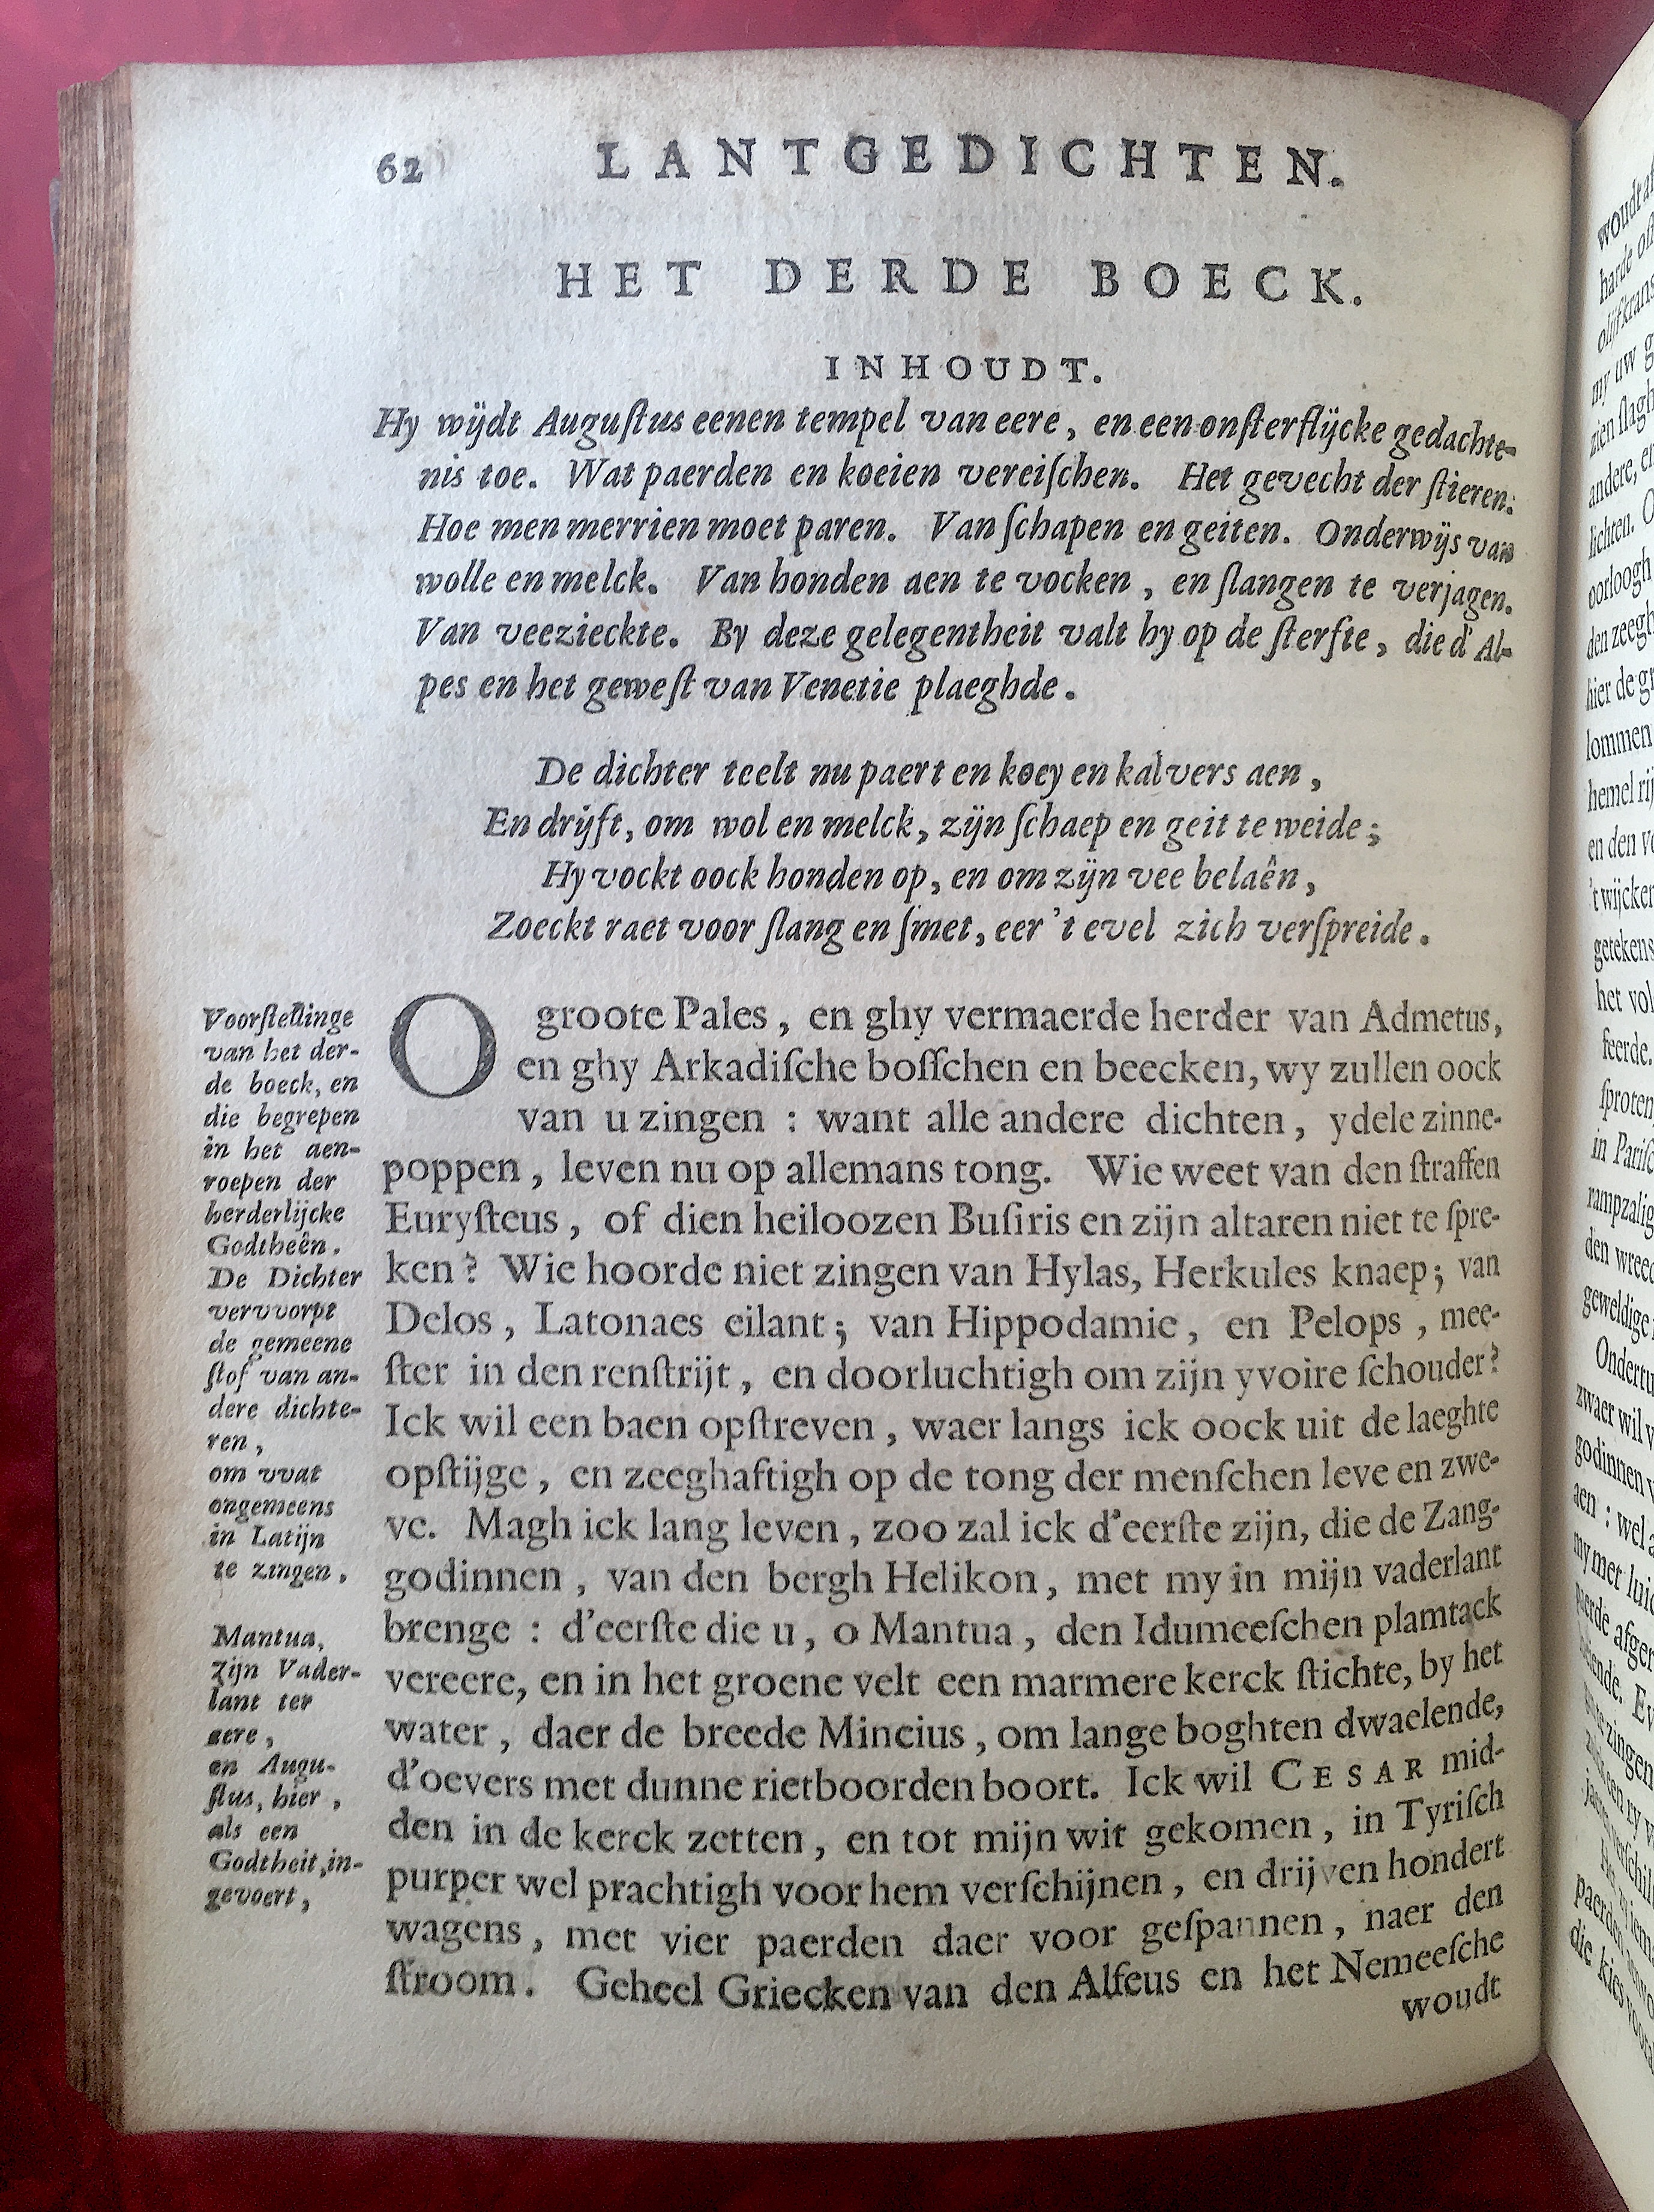 62 LANTGEDICHTEN.
HET DERDE BOECK.
INHOUDT.
Hy wijdt Auguſtus eenen tempel van eere, en een onſterflijcke gedachte-
nis toe. Wat paerden en koeien vereiſchen. Het gevecht der ſtieren.
Hoe men merrien moet paren. Van ſchapen en geiten. Onderwijs van
wolle en melck. Van honden aen te vocken, en ſlangen te verjagen.
Van veezieckte. By deze gelegentheit valt hy op de ſterfte, die d'Al-
pes en het geweſt van Venetie plaeghde.
De dichter teelt nu paert en koey en kalvers aen,
En drijft, om wol en melck, zijn ſchaep en geit te weide;
Hy vockt oock honden op, en om zijn vee belaên,
Zoeckt raet voor ſlang en ſmet, eer 't evel zich verſpreide.
O groote Pales, en ghy vermaerde herder van Admetus,
en ghy Arkadiſche boſſchen en beecken, wy zullen oock
van u zingen : want alle andere dichten, ydele zinne-
poppen, leven nu op allemans tong. Wie weet van den ſtraffen
Euryſteus, of dien heiloozen Buſiris en zijn altaren niet te ſpre-
ken? Wie hoorde niet zingen van Hylas, Herkules knaep; van
Delos, Latonaes eilant; van Hippodamie, en Pelops, mee-
ſter in den renſtrijt, en doorluchtigh om zijn yvoire ſchouder?
Ick wil een baen opſtreven, waer langs ick oock uit de laeghte
opſtijge, en zeeghaftigh op de tong der menſchen leve en zwe-
ve. Magh ick lang leven, zoo zal ick d'eerſte zijn, die de Zang-
godinnen, van den bergh Helikon, met my in mijn vaderlant
brenge : d'eerſte die u, o Mantua, den Idumeeſchen plamtack
vereere, en in het groene velt een marmere kerck ſtichte, by het
water, daer de breede Mincius, om lange boghten dwaelende,
d'oevers met dunne rietboorden boort. Ick wil CESAR mid-
den in de kerck zetten, en tot mijn wit gekomen, in Tyriſch
purper wel prachtigh voor hem verſchijnen, en drijven hondert
wagens, met vier paerden daer voor geſpannen, naer den
ſtroom. Geheel Griecken van den Alfeus en het Nemeeſche
woudt
Voorſtellinge
van het der-
de boeck, en
die begrepen
in het aen-
roepen der
herderlijcke
Godtheên.
De Dichter
vervvorpt
de gemeene
ſtof van an-
dere dichte-
ren,
om vvat
ongemeens
in Latijn
te zingen.
Mantua,
zijn Vader-
lant ter
eere,
en Augu-
ſtus, hier,
als een
Godtheit, in-
gevoert,